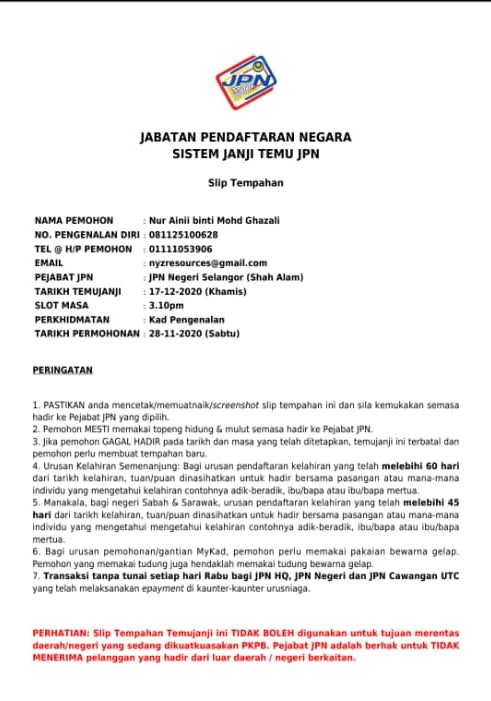 JPN
JABATAN PENDAFTARAN NEGARA
SISTEM JANJI TEMU JPN
Slip Tempahan
NAMA PEMOHON : Nur Ainii binti Mohd Ghazali
NO. PENGENALAN DIRI : 081125100628
TEL @ H/P PEMOHON : 01111053906
EMAIL : nyzresources@gmail.com
PEJABAT JPN : JPN Negeri Selangor (Shah Alam)
TARIKH TEMUJANJI : 17-12-2020 (Khamis)
SLOT MASA : 3.10pm
PERKHIDMATAN : Kad Pengenalan
TARIKH PERMOHONAN : 28-11-2020 (Sabtu)
PERINGATAN
1. PASTIKAN anda mencetak/memuatnaik/screenshot slip tempahan ini dan sila kemukakan semasa
hadir ke Pejabat JPN yang dipilih.
2. Pemohon MESTI memakai topeng hidung & mulut semasa hadir ke Pejabat JPN.
3. Jika pemohon GAGAL HADIR pada tarikh dan masa yang telah ditetapkan, temujanji ini terbatal dan
pemohon perlu membuat tempahan baru.
4. Urusan Kelahiran Semenanjung: Bagi urusan pendaftaran kelahiran yang telah melebihi 60 hari
dari tarikh kelahiran, tuan/puan dinasihatkan untuk hadir bersama pasangan atau mana-mana
individu yang mengetahui kelahiran contohnya adik-beradik, ibu/bapa atau ibu/bapa mertua.
5. Manakala, bagi negeri Sabah & Sarawak, urusan pendaftaran kelahiran yang telah melebihi 45
hari dari tarikh kelahiran, tuan/puan dinasihatkan untuk hadir bersama pasangan atau mana-mana
individu yang mengetahui mengetahui kelahiran contohnya adik-beradik, ibu/bapa atau ibu/bapa
mertua.
6. Bagi urusan pemohonan/gantian MyKad, pemohon perlu memakai pakaian bewarna gelap.
Pemohon yang memakai tudung juga hendaklah memakai tudung bewarna gelap.
7. Transaksi tanpa tunai setiap hari Rabu bagi JPN HQ, JPN Negeri dan JPN Cawangan UTC
yang telah melaksanakan epayment di kaunter-kaunter urusniaga.
PERHATIAN: Slip Tempahan Temujanji ini TIDAK BOLEH digunakan untuk tujuan merentas
daerah/negeri yang sedang dikuatkuasakan PKPB. Pejabat JPN adalah berhak untuk TIDAK
MENERIMA pelanggan yang hadir dari luar daerah / negeri berkaitan.